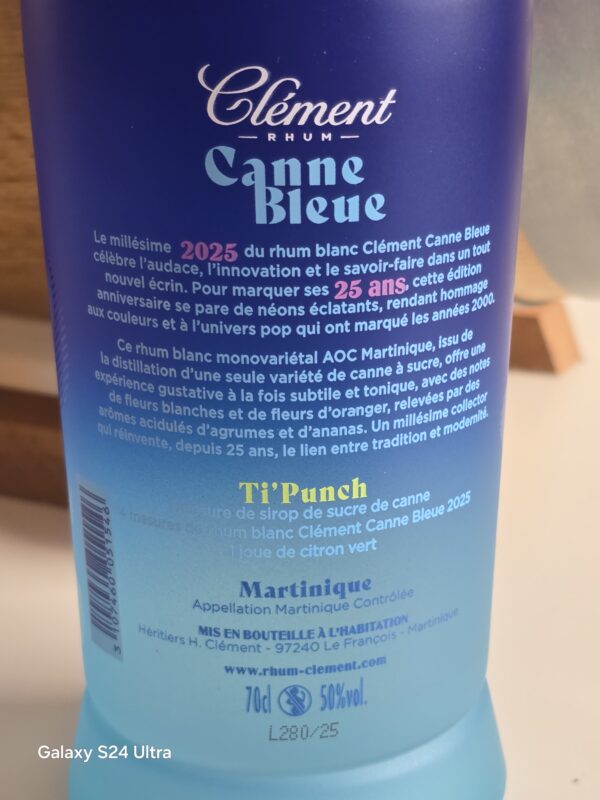 Clément
RHUM
Canne
Bleue
Le millésime 2025 du rhum blanc Clément Canne Bleue
célèbre l'audace, l'innovation et le savoir-faire dans un tout
nouvel écrin. Pour marquer ses 25 ans, cette édition
anniversaire se pare de néons éclatants, rendant hommage
aux couleurs et à l'univers pop qui ont marqué les années 2000.
Ce rhum blanc monovariétal AOC Martinique, issu de
la distillation d'une seule variété de canne à sucre, offre une
expérience gustative à la fois subtile et tonique, avec des notes
de fleurs blanches et de fleurs d'oranger, relevées par des
arômes acidulés d'agrumes et d'ananas. Un millésime collector
qui réinvente, depuis 25 ans, le lien entre tradition et modernité.
Ti'Punch
mesure de sirop de sucre de canne
4 mesures de rhum blanc Clément Canne Bleue 2025
1 joue de citron vert
Martinique
Appellation Martinique Contrôlée
MIS EN BOUTEILLE À L'HABITATION
Héritiers H. Clément - 97240 Le François - Martinique
www.rhum-clement.com
70cl 50%vol.
L280/25
3 107460 051546
Galaxy S24 Ultra